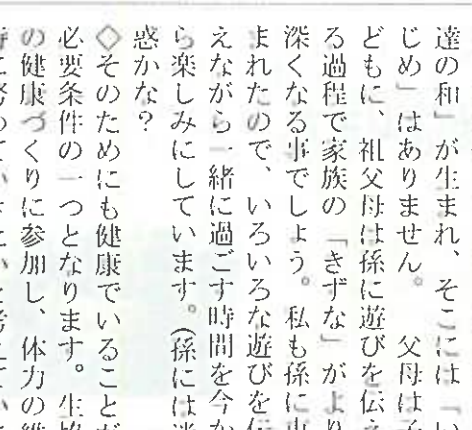 達の和」が生まれ、そこには「い
じめ」はありません。　父母は子
どもに、祖父母は孫に遊びを伝え
る過程で家族の「きずな」がより
深くなる事でしょう。私も孫に
まれたので、いろいろな遊びを伝
えながら一緒に過ごす時間を今か
ら楽しみにしています。（孫には迷
惑かな？
◇そのためにも健康でいることが
必要条件の一つとなります。生協
の健康づくりに参加し、体力の維